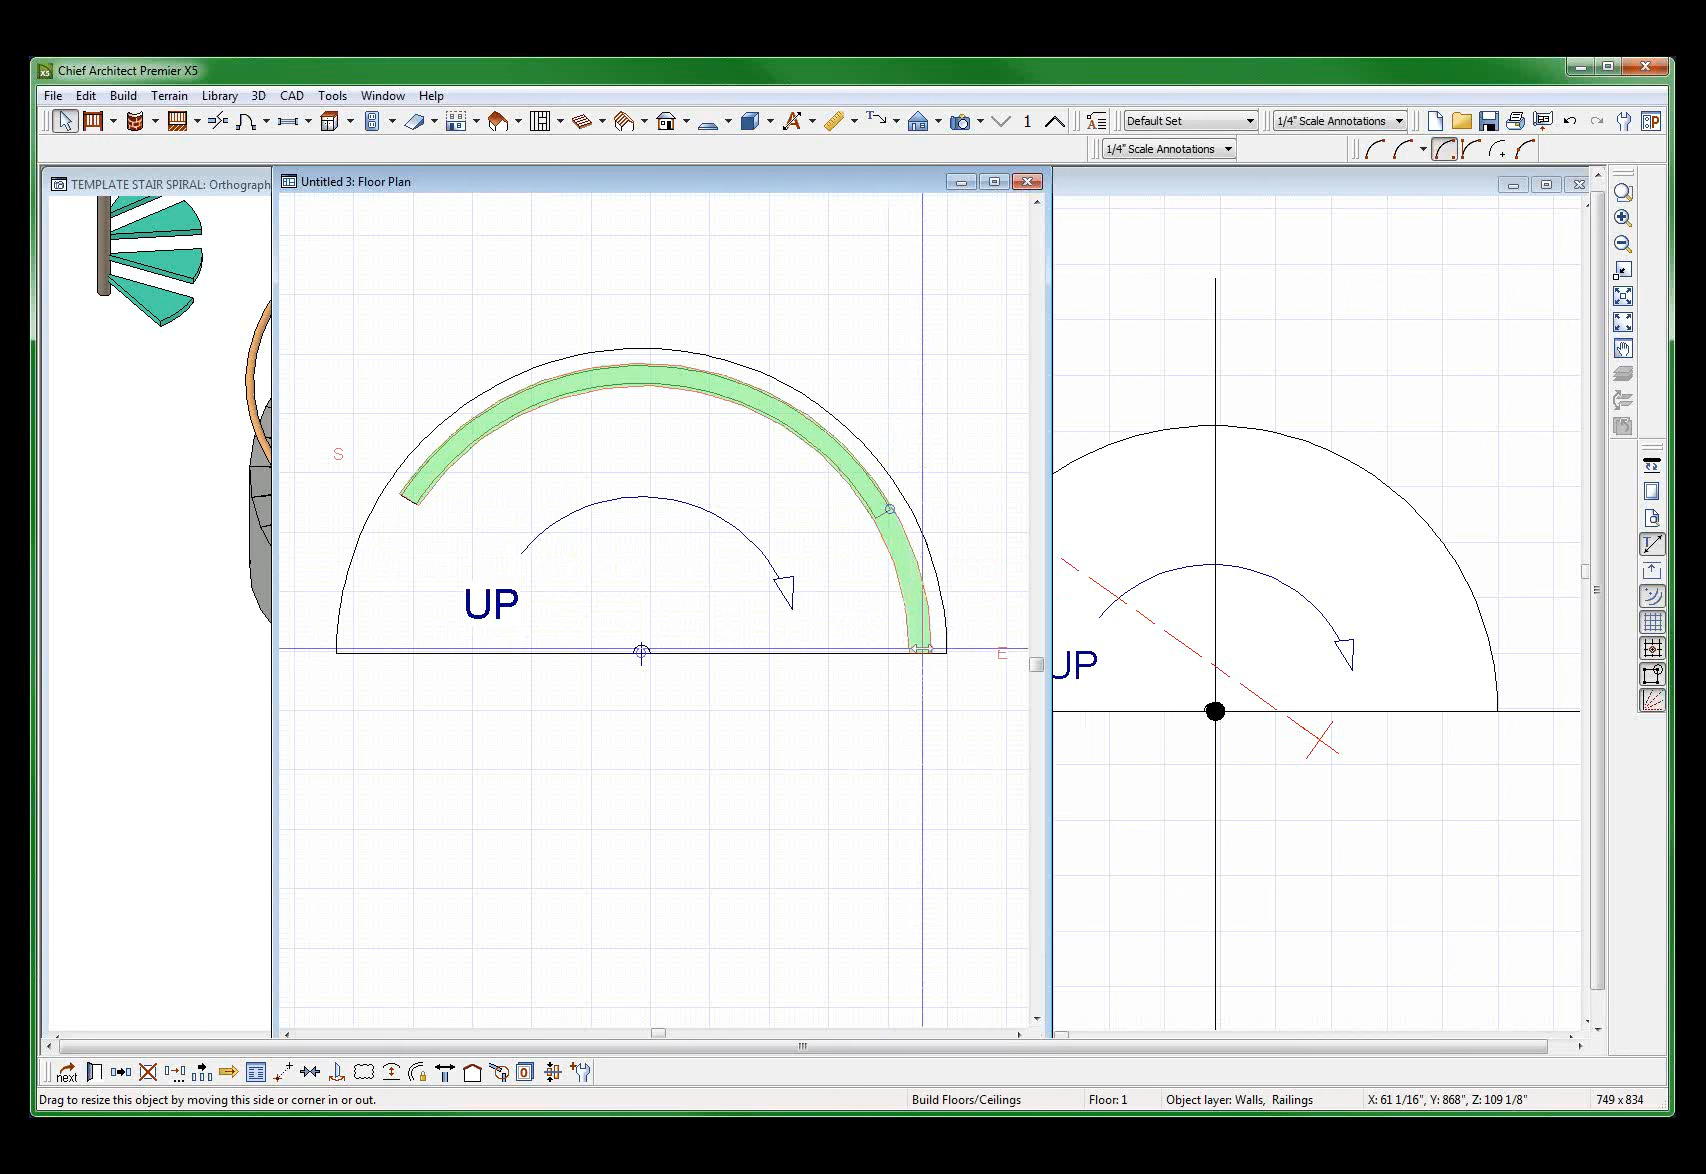 X5 Chief Architect Premier X5
File Edit Build Terrain Library 3D CAD Tools Window Help
1 Default Set 1/4" Scale Annotations
1/4" Scale Annotations
TEMPLATE STAIR SPIRAL: Orthograph
Untitled 3: Floor Plan
S
UP
E
UP
next
Drag to resize this object by moving this side or corner in or out. Build Floors/Ceilings Floor: 1 Object layer: Walls, Railings X: 61 1/16", Y: 868", Z: 109 1/8" 749 x 834